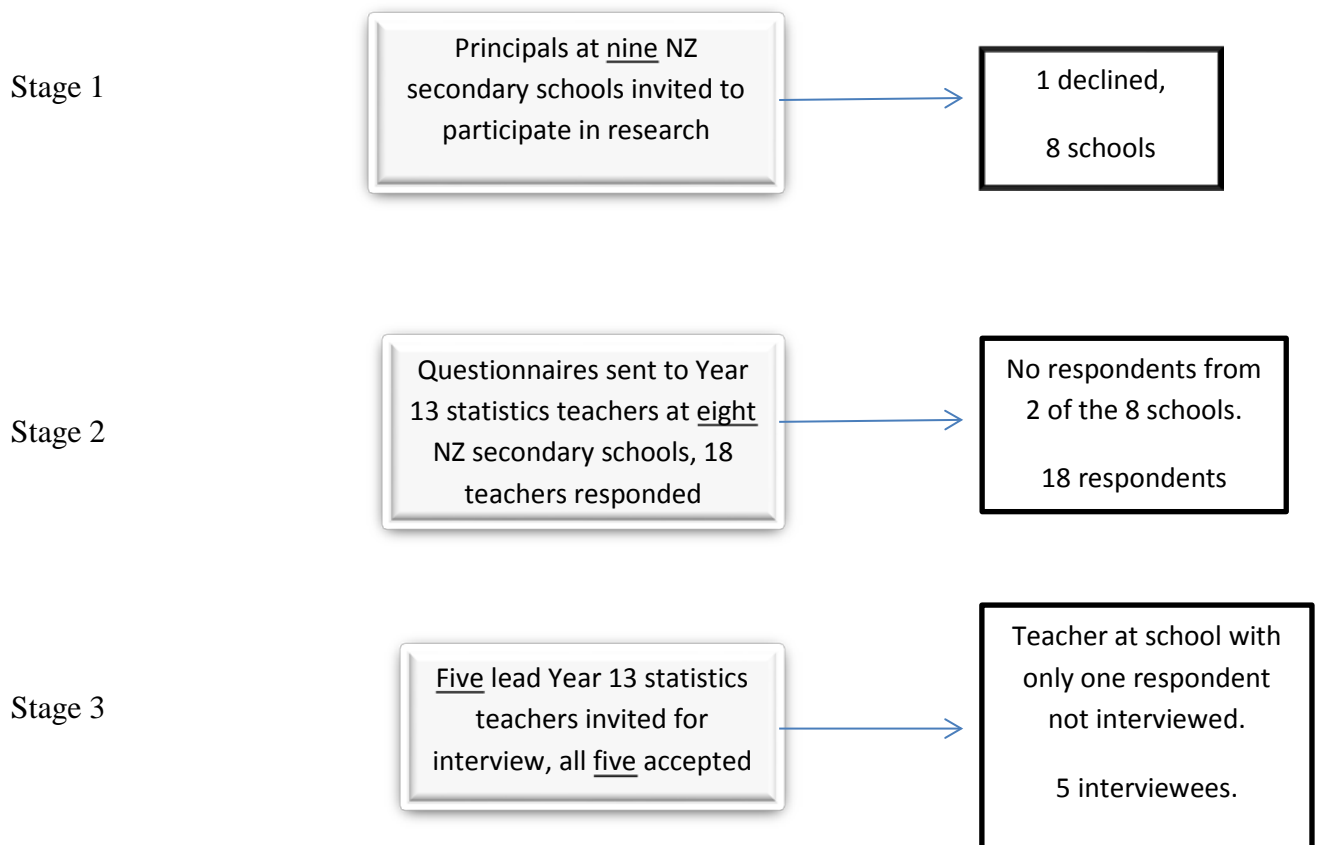 Stage 1
Principals at nine NZ
secondary schools invited to
participate in research
1 declined,
8 schools
Stage 2
Questionnaires sent to Year
13 statistics teachers at eight
NZ secondary schools, 18
teachers responded
No respondents from
2 of the 8 schools.
18 respondents
Stage 3
Five lead Year 13 statistics
teachers invited for
interview, all five accepted
Teacher at school with
only one respondent
not interviewed.
5 interviewees.